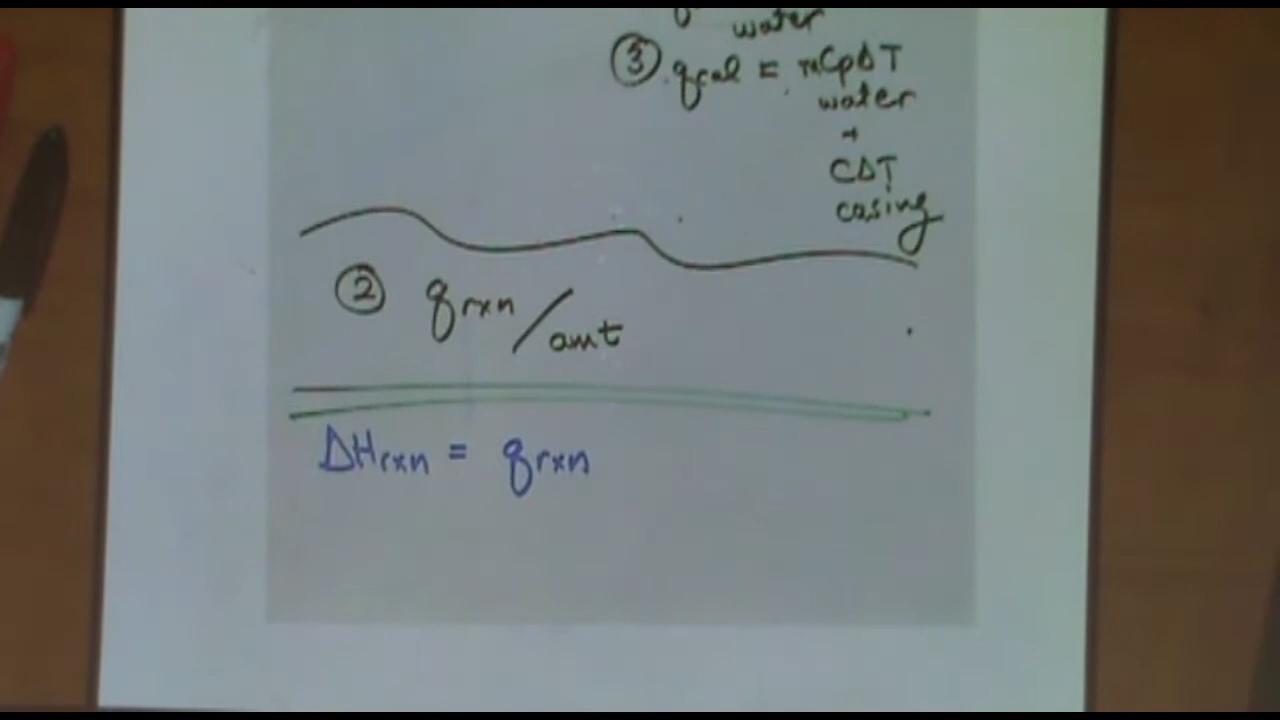 water
③ qcal = mCpΔT
water
+
CΔT
casing
② qrxn/amt
ΔHrxn = qrxn